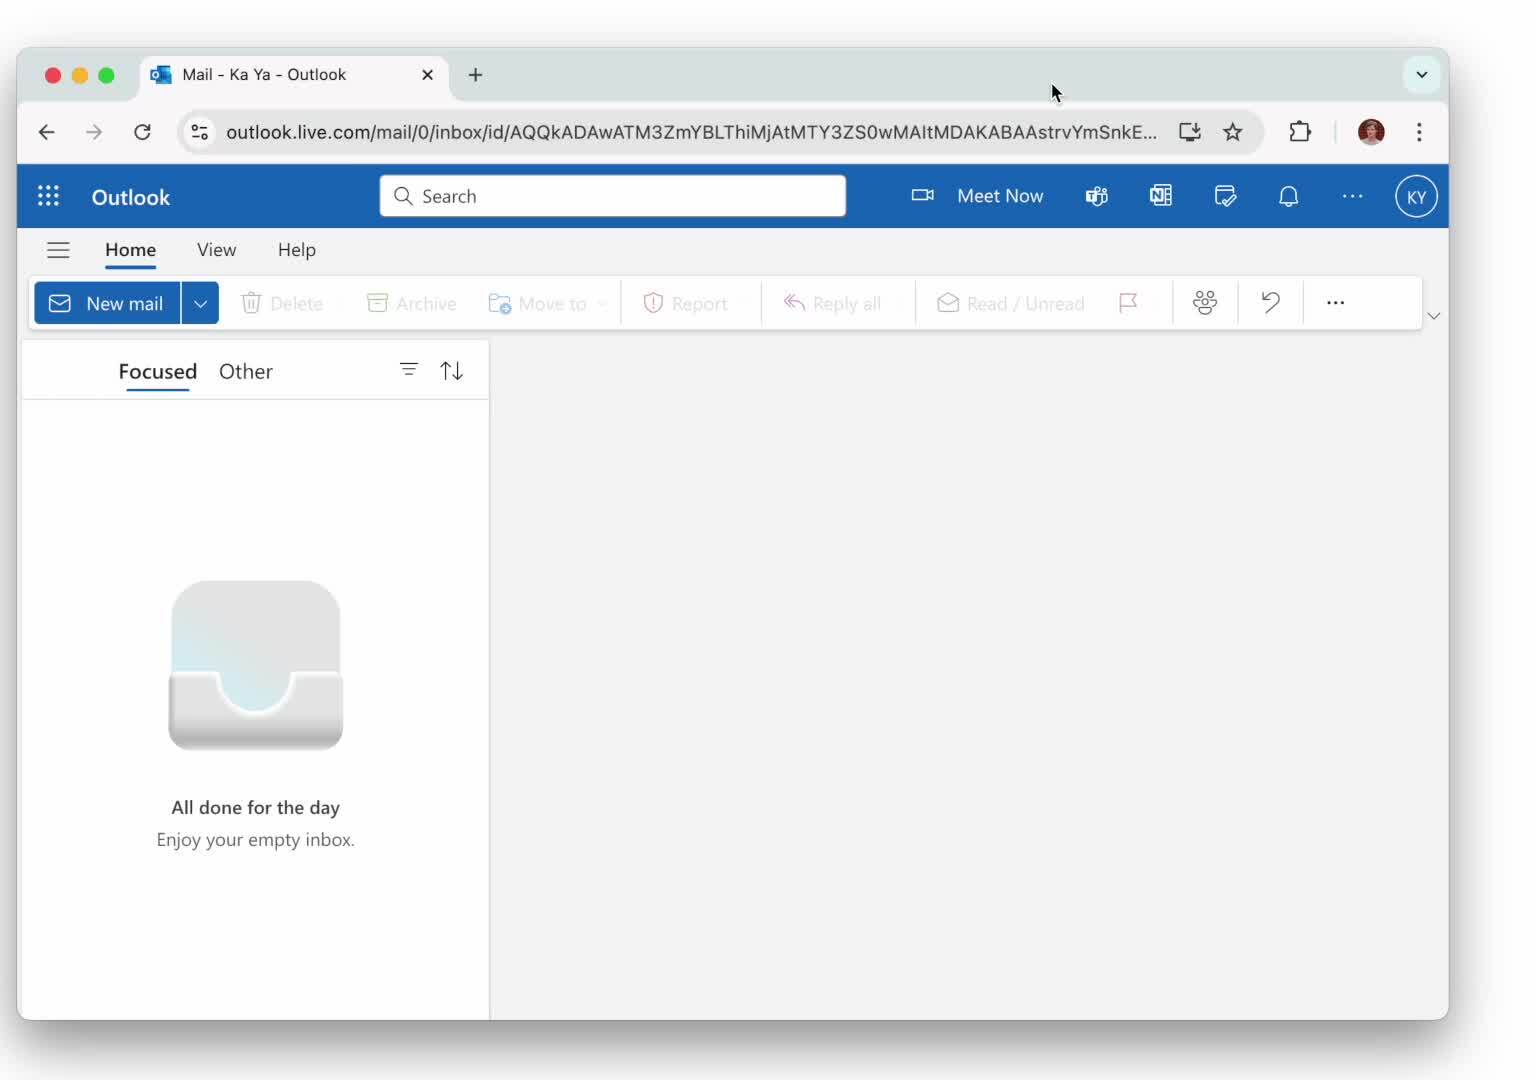 Mail - Ka Ya - Outlook
outlook.live.com/mail/0/inbox/id/AQQkADAwATM3ZmYBLThiMjAtMTY3ZS0wMAItMDAKABAAstrvYmSnkE...
Outlook Search Meet Now KY
Home View Help
New mail Delete Archive Move to Report Reply all Read / Unread
Focused Other
All done for the day
Enjoy your empty inbox.